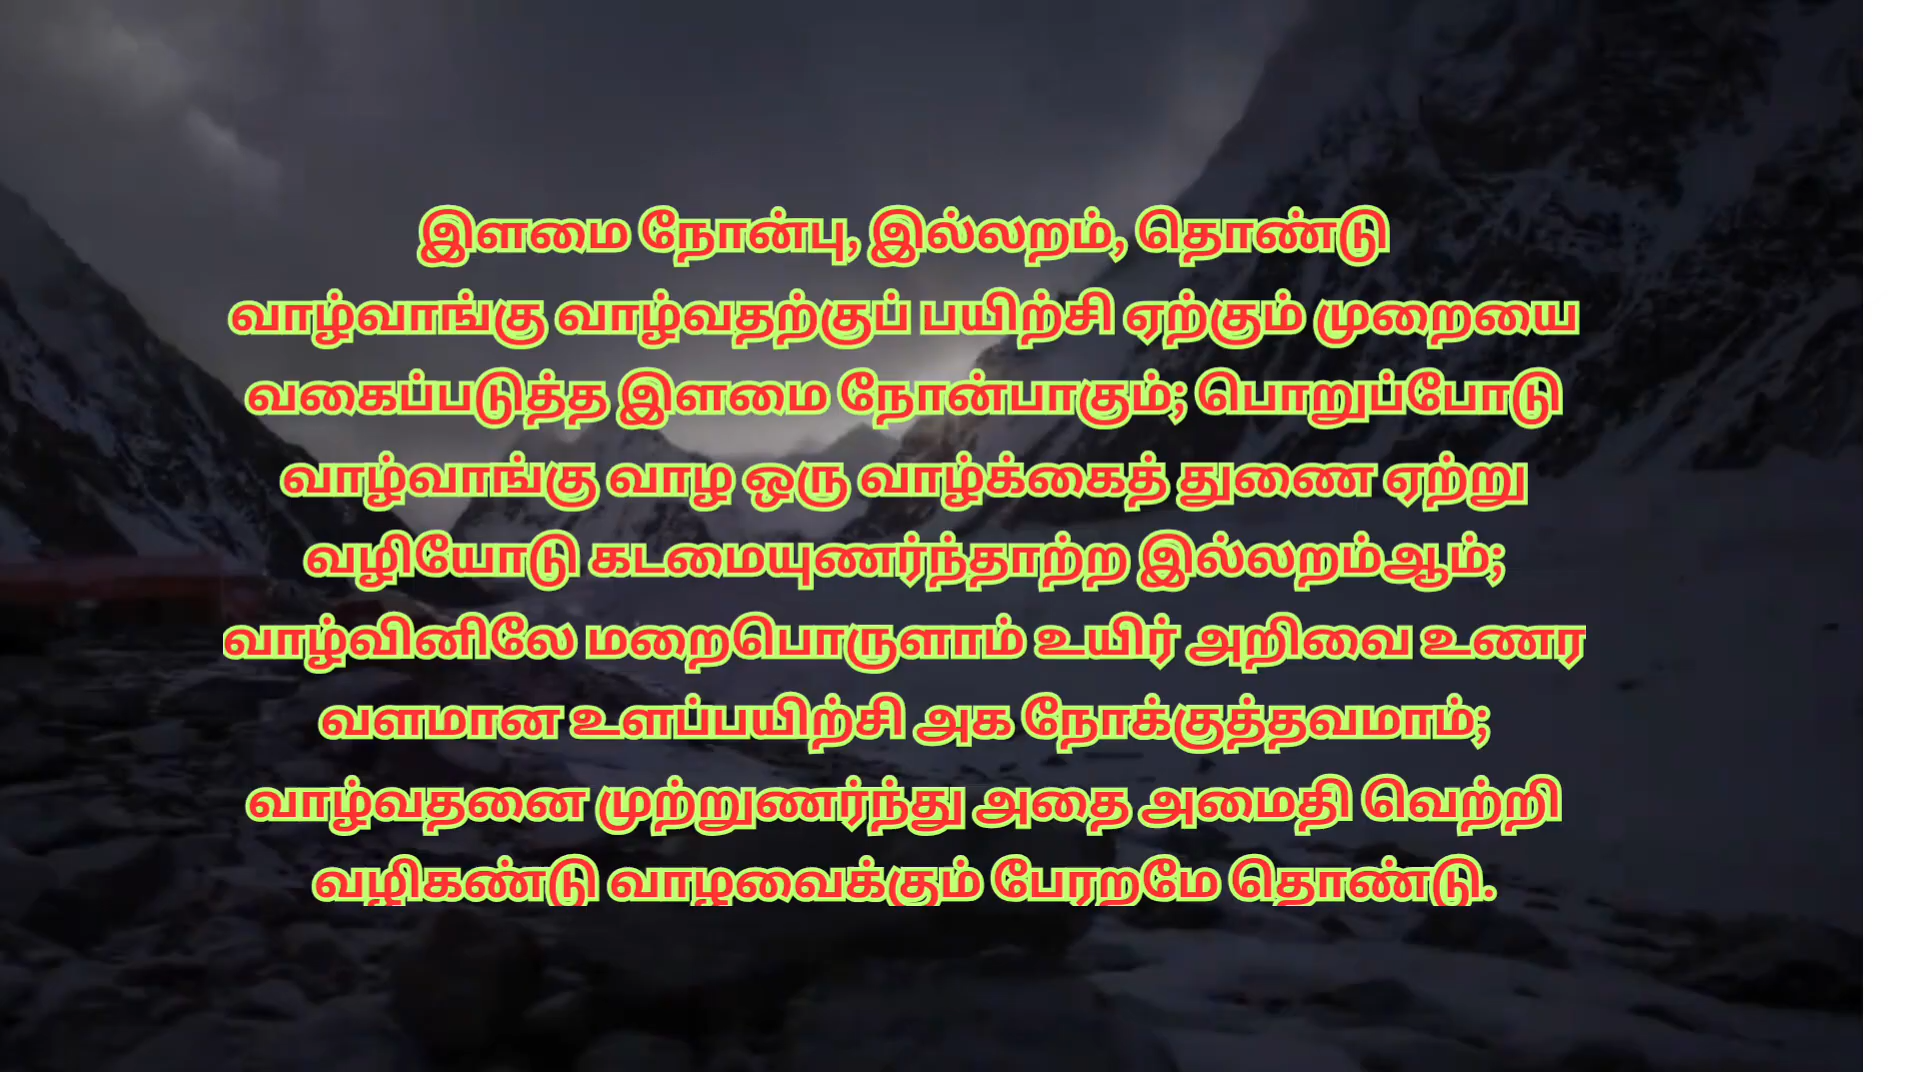 இளமை நோன்பு, இல்லறம், தொண்டு
வாழ்வாங்கு வாழ்வதற்குப் பயிற்சி ஏற்கும் முறையை
வகைப்படுத்த இளமை நோன்பாகும்; பொறுப்போடு
வாழ்வாங்கு வாழ ஒரு வாழ்க்கைத் துணை ஏற்று
வழியோடு கடமையுணர்ந்தாற்ற இல்லறம்ஆம்;
வாழ்வினிலே மறைபொருளாம் உயிர் அறிவை உணர
வளமான உளப்பயிற்சி அக நோக்குத்தவமாம்;
வாழ்வதனை முற்றுணர்ந்து அதை அமைதி வெற்றி
வழிகண்டு வாழவைக்கும் பேரறமே தொண்டு.